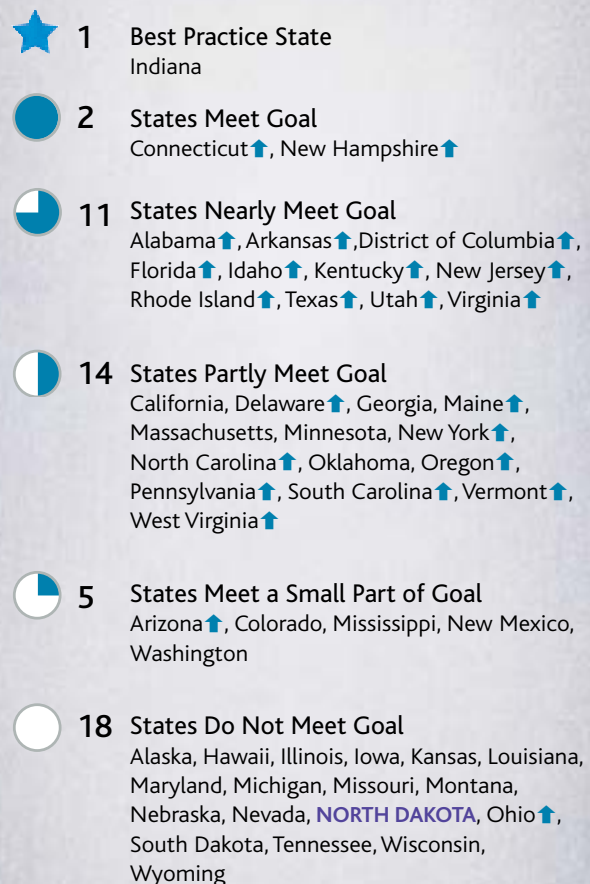 1 Best Practice State
Indiana
2 States Meet Goal
Connecticut⬆, New Hampshire⬆
11 States Nearly Meet Goal
Alabama⬆, Arkansas⬆,District of Columbia⬆,
Florida⬆, Idaho⬆, Kentucky⬆, New Jersey⬆,
Rhode Island⬆, Texas⬆, Utah⬆, Virginia⬆
14 States Partly Meet Goal
California, Delaware⬆, Georgia, Maine⬆,
Massachusetts, Minnesota, New York⬆,
North Carolina⬆, Oklahoma, Oregon⬆,
Pennsylvania⬆, South Carolina⬆, Vermont⬆,
West Virginia⬆
5 States Meet a Small Part of Goal
Arizona⬆, Colorado, Mississippi, New Mexico,
Washington
18 States Do Not Meet Goal
Alaska, Hawaii, Illinois, Iowa, Kansas, Louisiana,
Maryland, Michigan, Missouri, Montana,
Nebraska, Nevada, NORTH DAKOTA, Ohio⬆,
South Dakota, Tennessee, Wisconsin,
Wyoming